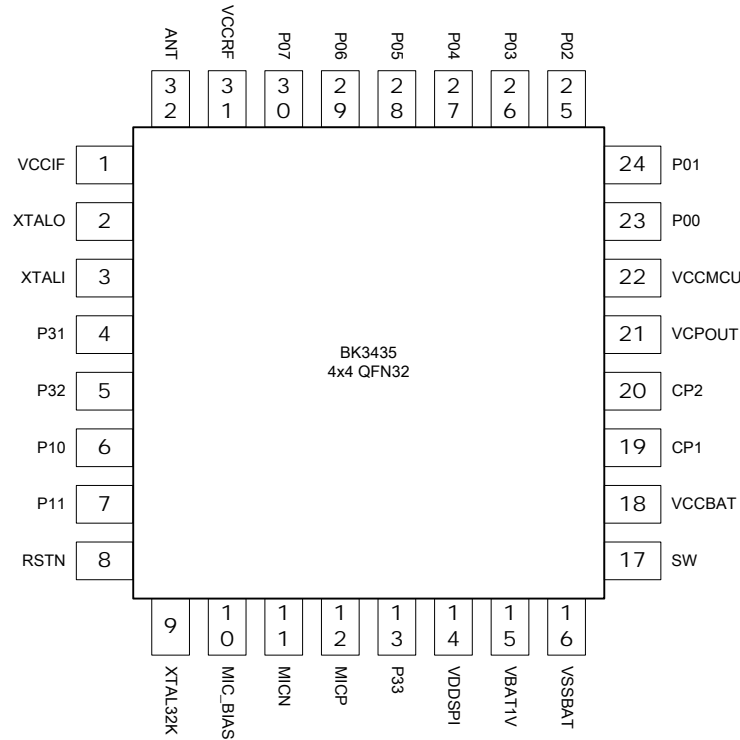 ANT
VCCRF
P07
P06
P05
P04
P03
P02
32
31
30
29
28
27
26
25
VCCIF 1
XTALO 2
XTALI 3
P31 4
P32 5
P10 6
P11 7
RSTN 8
BK3435
4x4 QFN32
24 P01
23 P00
22 VCCMCU
21 VCPOUT
20 CP2
19 CP1
18 VCCBAT
17 SW
9
10
11
12
13
14
15
16
XTAL32K
MIC_BIAS
MICN
MICP
P33
VDDSPI
VBAT1V
VSSBAT